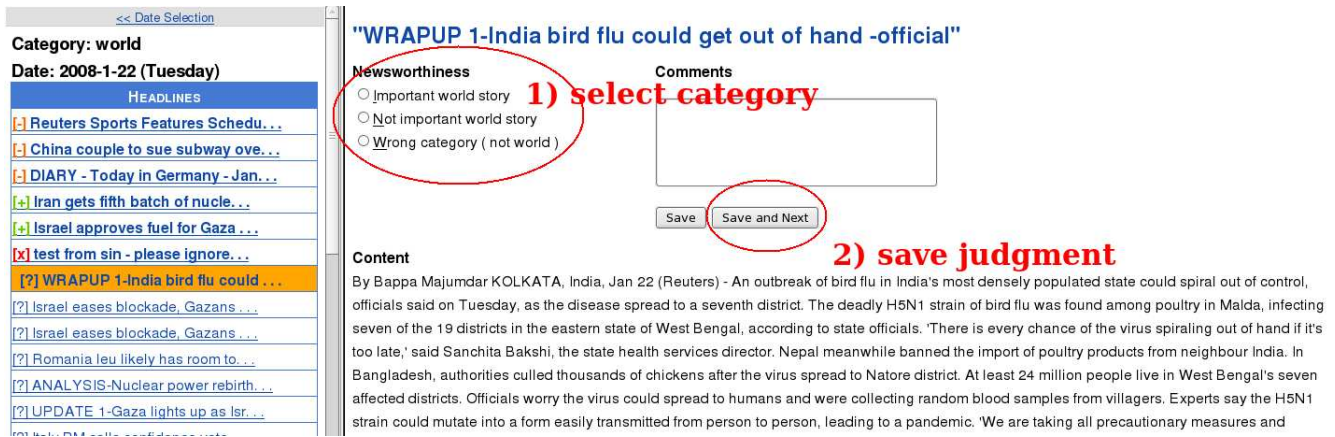 << Date Selection
Category: world
Date: 2008-1-22 (Tuesday)
HEADLINES
[-] Reuters Sports Features Schedu. . .
[-] China couple to sue subway ove. . .
[-] DIARY - Today in Germany - Jan. . .
[+] Iran gets fifth batch of nucle. . .
[+] Israel approves fuel for Gaza . . .
[x] test from sin - please ignore. . .
[?] WRAPUP 1-India bird flu could . . .
[?] Israel eases blockade, Gazans . . .
[?] Israel eases blockade, Gazans . . .
[?] Romania leu likely has room to. . .
[?] ANALYSIS-Nuclear power rebirth. . .
[?] UPDATE 1-Gaza lights up as Isr. . .
"WRAPUP 1-India bird flu could get out of hand -official"
Newsworthiness
Important world story
Not important world story
Wrong category ( not world )
1) select category
Comments
Save
Save and Next
2) save judgment
Content
By Bappa Majumdar KOLKATA, India, Jan 22 (Reuters) - An outbreak of bird flu in India's most densely populated state could spiral out of control,
officials said on Tuesday, as the disease spread to a seventh district. The deadly H5N1 strain of bird flu was found among poultry in Malda, infecting
seven of the 19 districts in the eastern state of West Bengal, according to state officials. 'There is every chance of the virus spiraling out of hand if it's
too late,' said Sanchita Bakshi, the state health services director. Nepal meanwhile banned the import of poultry products from neighbour India. In
Bangladesh, authorities culled thousands of chickens after the virus spread to Natore district. At least 24 million people live in West Bengal's seven
affected districts. Officials worry the virus could spread to humans and were collecting random blood samples from villagers. Experts say the H5N1
strain could mutate into a form easily transmitted from person to person, leading to a pandemic. 'We are taking all precautionary measures and